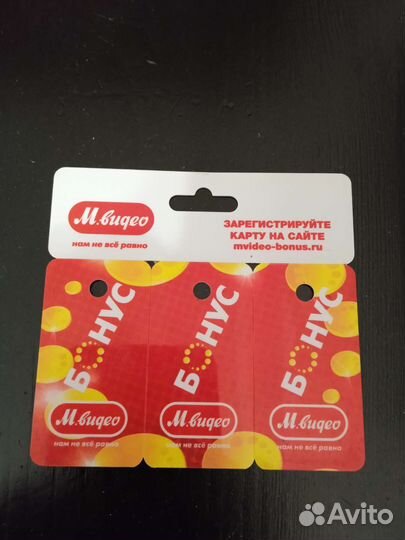 М.видео
нам не всё равно
ЗАРЕГИСТРИРУЙТЕ
КАРТУ НА САЙТЕ
mvideo-bonus.ru
БОНУС
М.видео
нам не всё равно
БОНУС
М.видео
нам не всё равно
БОНУС
М.видео
нам не всё равно
Avito